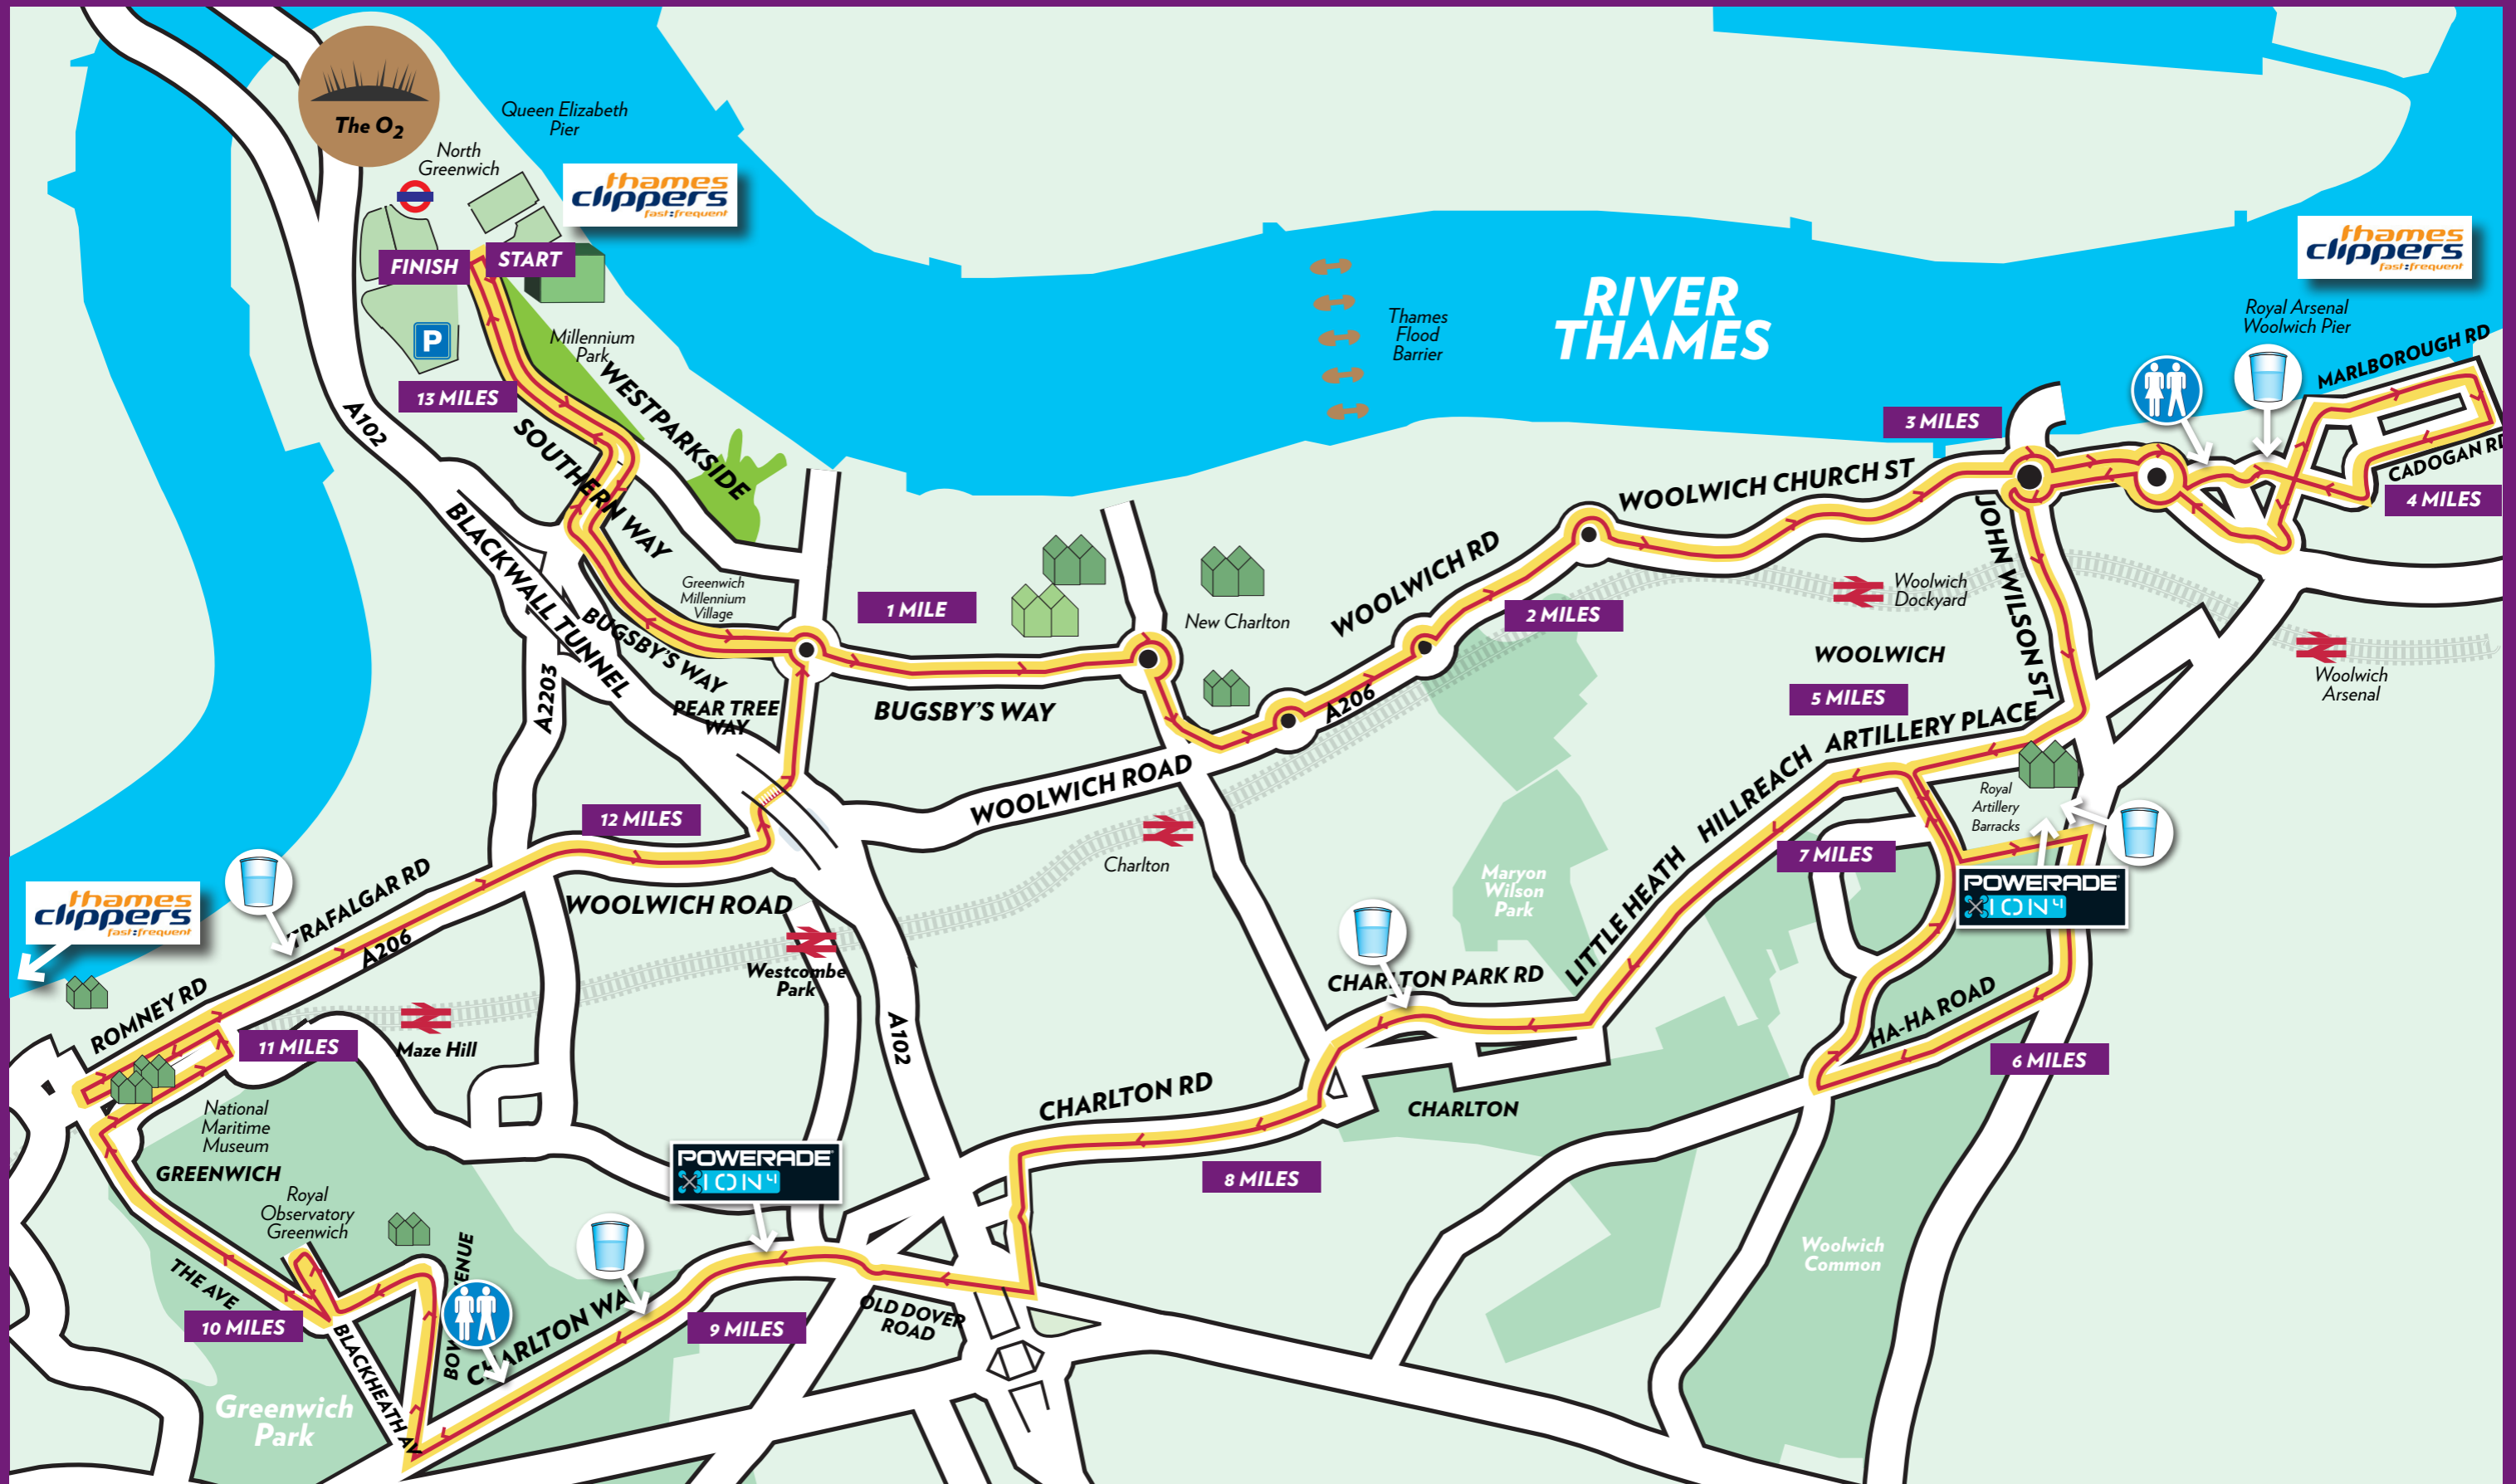 The O2
North
Greenwich
Queen Elizabeth
Pier
thames
clippers
fast:frequent
FINISH
START
P
Millennium
Park
13 MILES
WESTPARKSIDE
A102
SOUTHERN WAY
BLACKWALL TUNNEL
Greenwich
Millennium
Village
BUGSBY'S WAY
1 MILE
A2203
PEAR TREE
WAY
BUGSBY'S WAY
New Charlton
Thames
Flood
Barrier
RIVER
THAMES
thames
clippers
fast:frequent
Royal Arsenal
Woolwich Pier
MARLBOROUGH RD
CADOGAN RD
4 MILES
3 MILES
WOOLWICH CHURCH ST
WOOLWICH RD
2 MILES
A206
Woolwich
Dockyard
JOHN WILSON ST
WOOLWICH
Woolwich
Arsenal
5 MILES
ARTILLERY PLACE
HILLREACH
Royal
Artillery
Barracks
7 MILES
POWERADE
ION4
LITTLE HEATH
WOOLWICH ROAD
Charlton
Maryon
Wilson
Park
12 MILES
TRAFALGAR RD
A206
WOOLWICH ROAD
Westcombe
Park
thames
clippers
fast:frequent
ROMNEY RD
11 MILES
Maze Hill
A102
CHARLTON PARK RD
HA-HA ROAD
6 MILES
CHARLTON RD
CHARLTON
National
Maritime
Museum
GREENWICH
Royal
Observatory
Greenwich
POWERADE
ION4
8 MILES
Woolwich
Common
THE AVE
10 MILES
BLACKHEATH AV
CHARLTON WAY
9 MILES
OLD DOVER
ROAD
Greenwich
Park